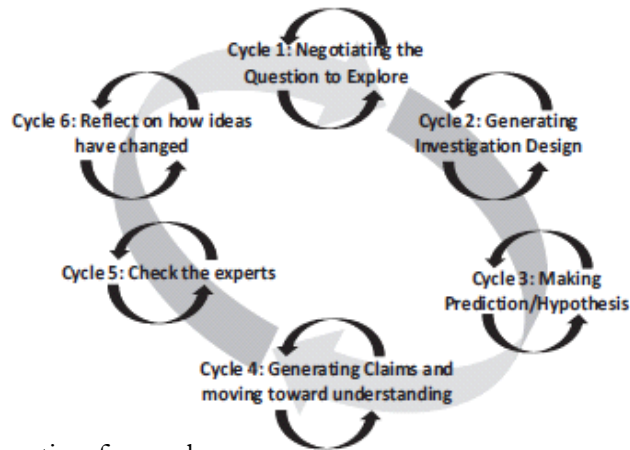 Cycle 1: Negotiating the
Question to Explore
Cycle 2: Generating
Investigation Design
Cycle 3: Making
Prediction/Hypothesis
Cycle 4: Generating Claims and
moving toward understanding
Cycle 5: Check the experts
Cycle 6: Reflect on how ideas
have changed